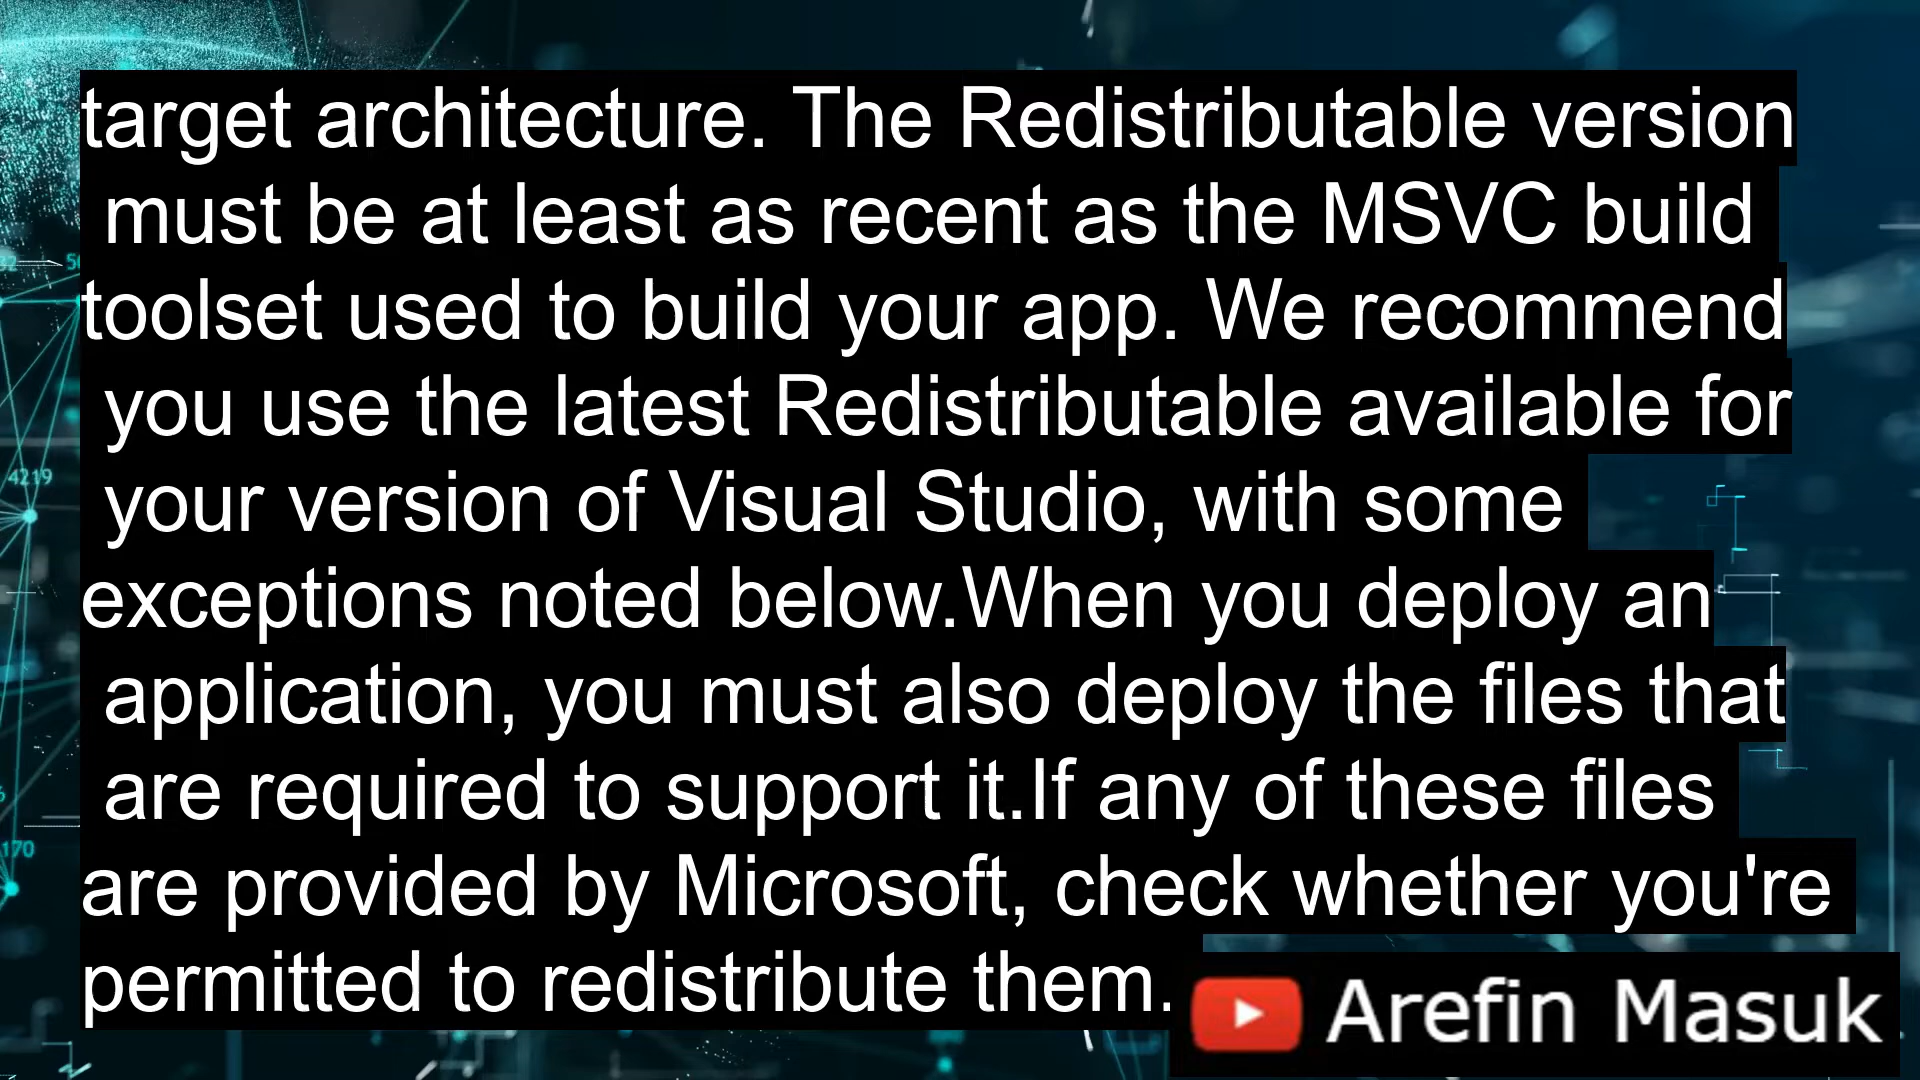 target architecture. The Redistributable version
must be at least as recent as the MSVC build
toolset used to build your app. We recommend
you use the latest Redistributable available for
your version of Visual Studio, with some
exceptions noted below.When you deploy an
application, you must also deploy the files that
are required to support it.If any of these files
are provided by Microsoft, check whether you're
permitted to redistribute them.
Arefin Masuk
4219
170